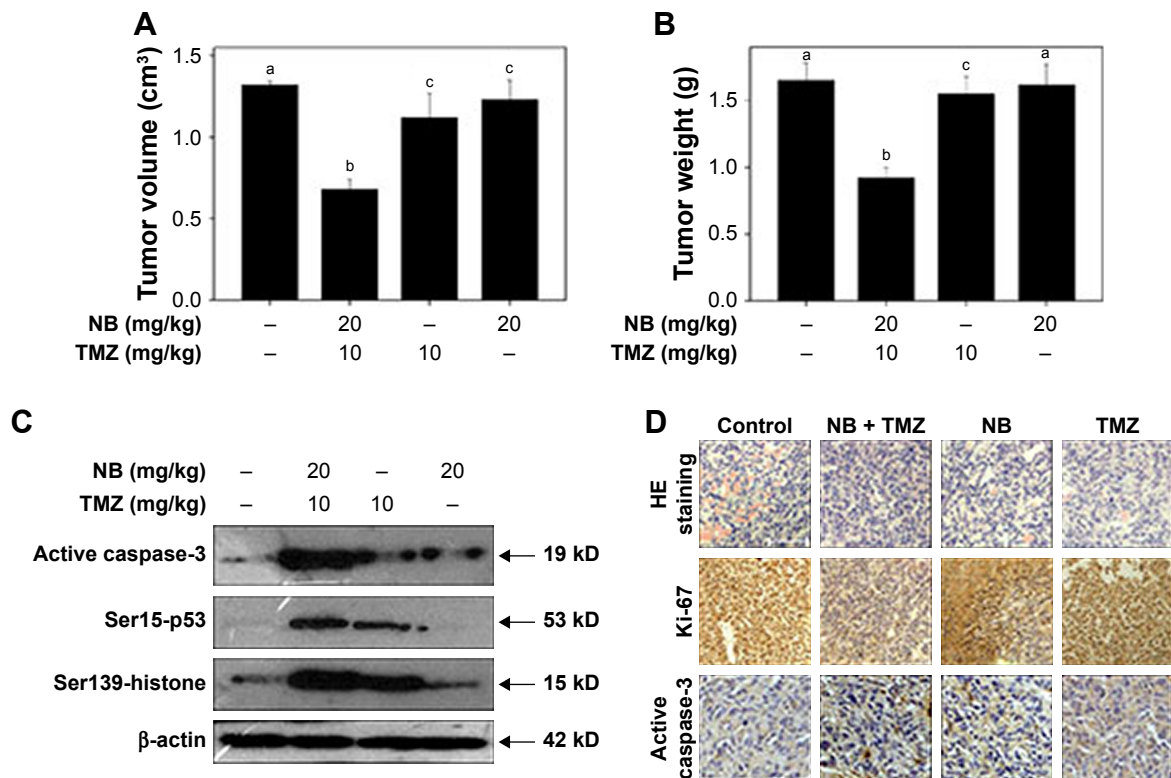 A
Tumor volume (cm³)
1.5
1.0
0.5
0.0
a
b
c
c
NB (mg/kg) – 20 – 20
TMZ (mg/kg) – 10 10 –
B
Tumor weight (g)
1.5
1.0
0.5
0.0
a
b
c
a
NB (mg/kg) – 20 – 20
TMZ (mg/kg) – 10 10 –
C
NB (mg/kg) – 20 – 20
TMZ (mg/kg) – 10 10 –
Active caspase-3 19 kD
Ser15-p53 53 kD
Ser139-histone 15 kD
β-actin 42 kD
D
Control NB + TMZ NB TMZ
HE
staining
Ki-67
Active
caspase-3